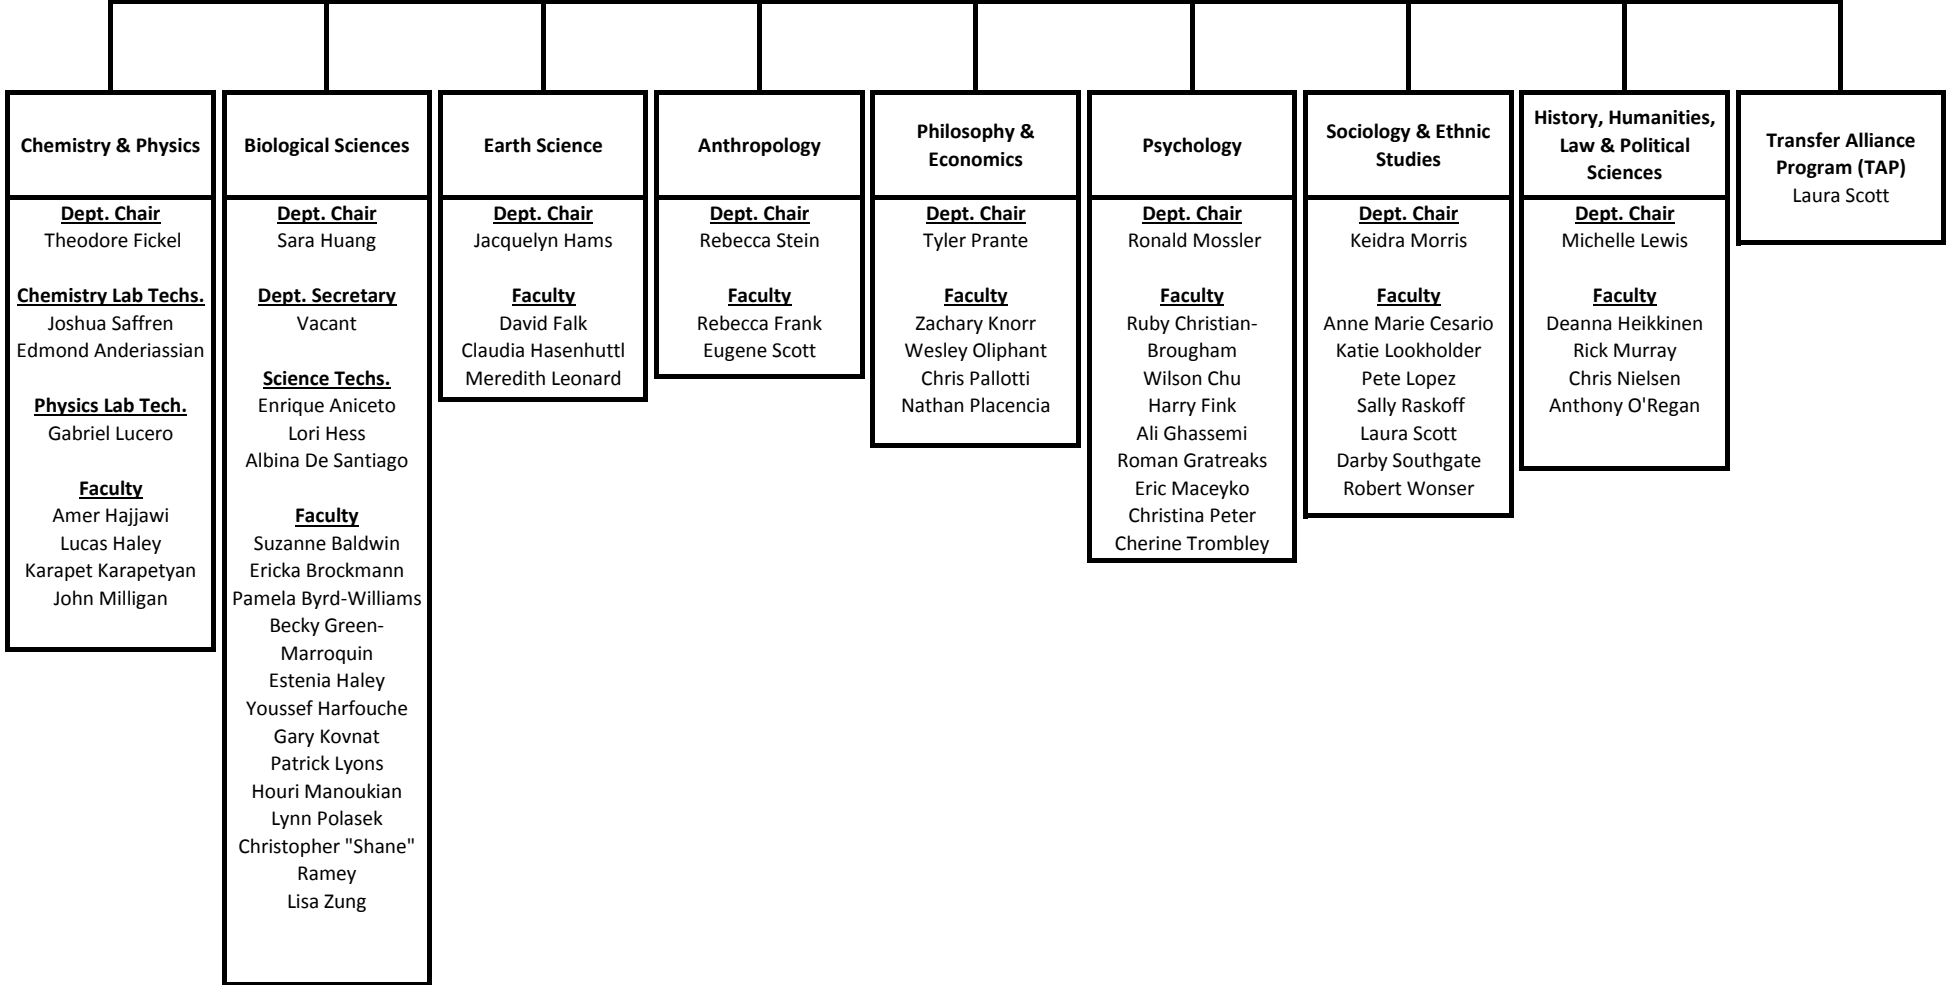 Chemistry & Physics
Dept. Chair
Theodore Fickel
Chemistry Lab Techs.
Joshua Saffren
Edmond Anderiassian
Physics Lab Tech.
Gabriel Lucero
Faculty
Amer Hajjawi
Lucas Haley
Karapet Karapetyan
John Milligan
Biological Sciences
Dept. Chair
Sara Huang
Dept. Secretary
Vacant
Science Techs.
Enrique Aniceto
Lori Hess
Albina De Santiago
Faculty
Suzanne Baldwin
Ericka Brockmann
Pamela Byrd-Williams
Becky Green-
Marroquin
Estenia Haley
Youssef Harfouche
Gary Kovnat
Patrick Lyons
Houri Manoukian
Lynn Polasek
Christopher "Shane"
Ramey
Lisa Zung
Earth Science
Dept. Chair
Jacquelyn Hams
Faculty
David Falk
Claudia Hasenhuttl
Meredith Leonard
Anthropology
Dept. Chair
Rebecca Stein
Faculty
Rebecca Frank
Eugene Scott
Philosophy &
Economics
Dept. Chair
Tyler Prante
Faculty
Zachary Knorr
Wesley Oliphant
Chris Pallotti
Nathan Placencia
Psychology
Dept. Chair
Ronald Mossler
Faculty
Ruby Christian-
Brougham
Wilson Chu
Harry Fink
Ali Ghassemi
Roman Gratreaks
Eric Maceyko
Christina Peter
Cherine Trombley
Sociology & Ethnic
Studies
Dept. Chair
Keidra Morris
Faculty
Anne Marie Cesario
Katie Lookholder
Pete Lopez
Sally Raskoff
Laura Scott
Darby Southgate
Robert Wonser
History, Humanities,
Law & Political
Sciences
Dept. Chair
Michelle Lewis
Faculty
Deanna Heikkinen
Rick Murray
Chris Nielsen
Anthony O'Regan
Transfer Alliance
Program (TAP)
Laura Scott